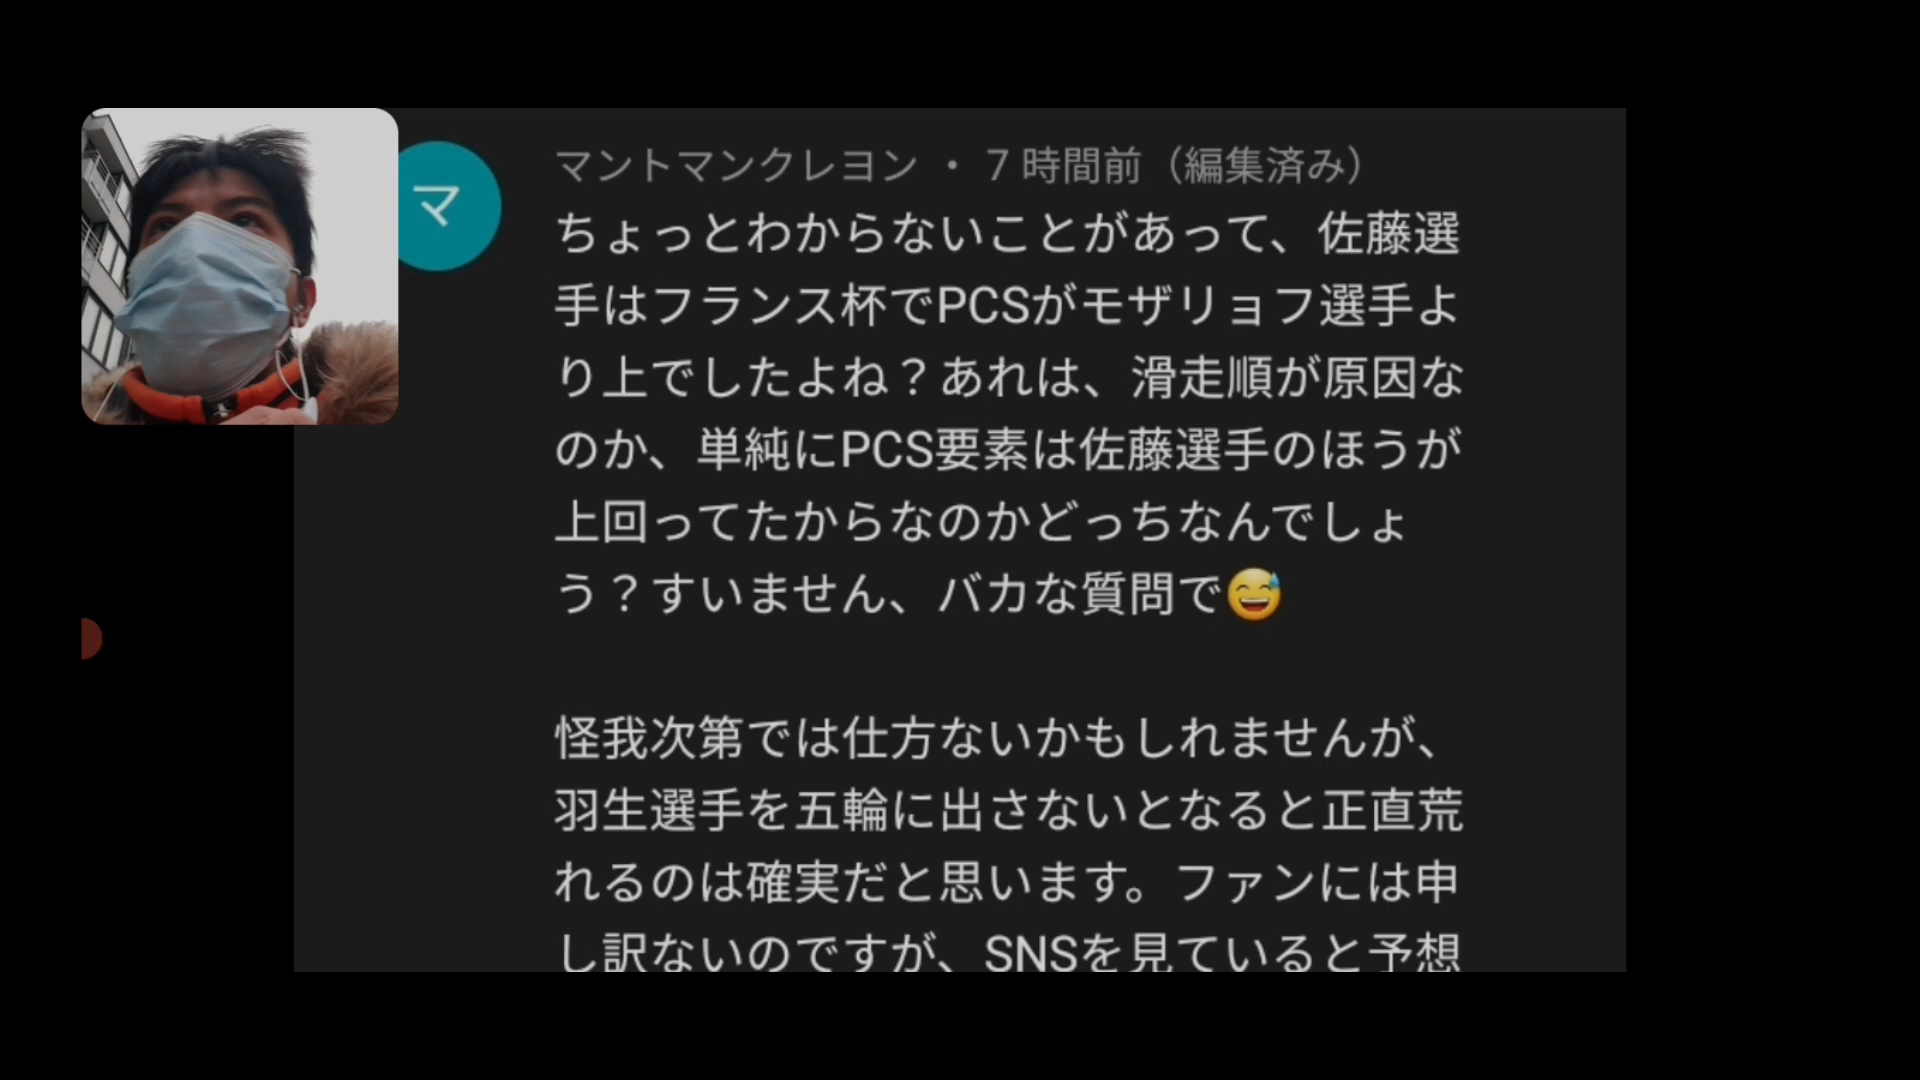 マ
マントマンクレヨン・7 時間前（編集済み）
ちょっとわからないことがあって、佐藤選
手はフランス杯でPCSがモザリョフ選手よ
り上でしたよね？あれは、滑走順が原因な
のか、単純にPCS要素は佐藤選手のほうが
上回ってたからなのかどっちなんでしょ
う？すいません、バカな質問で😅
怪我次第では仕方ないかもしれませんが、
羽生選手を五輪に出さないとなると正直荒
れるのは確実だと思います。ファンには申
し訳ないのですが、SNSを見ていると予想